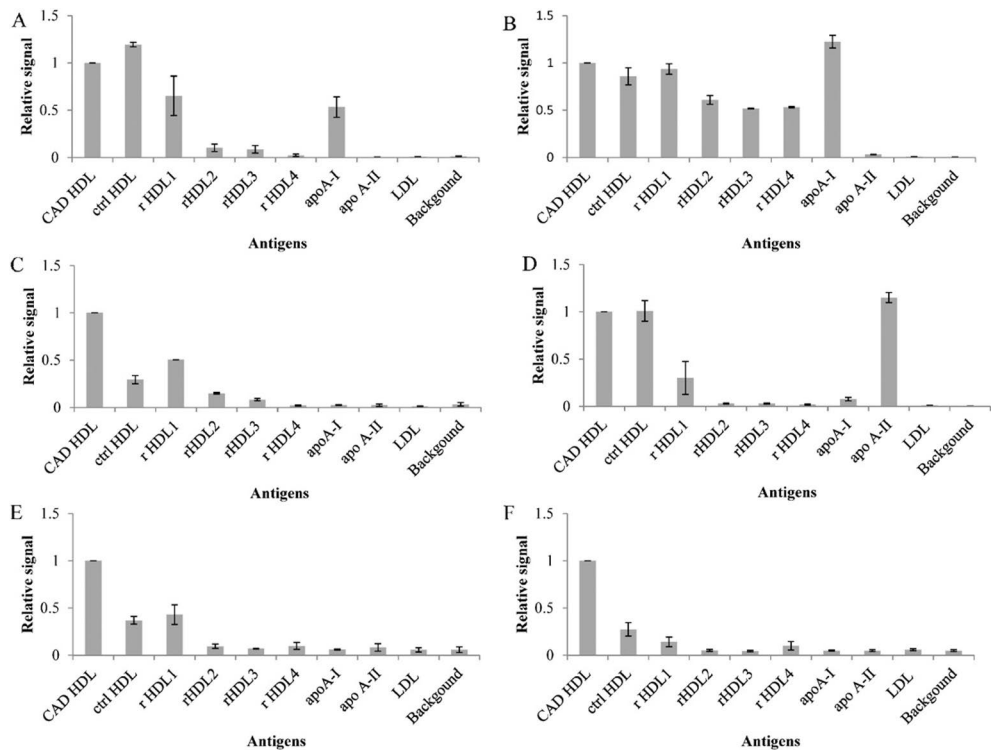 A
Relative signal
1.5
1
0.5
0
CAD HDL
ctrl HDL
r HDL1
rHDL2
rHDL3
r HDL4
apoA-I
apo A-II
LDL
Backgound
Antigens
B
Relative signal
1.5
1
0.5
0
CAD HDL
ctrl HDL
r HDL1
rHDL2
rHDL3
r HDL4
apoA-I
apo A-II
LDL
Backgound
Antigens
C
Relative signal
1.5
1
0.5
0
CAD HDL
ctrl HDL
r HDL1
rHDL2
rHDL3
r HDL4
apoA-I
apo A-II
LDL
Backgound
Antigens
D
Relative signal
1.5
1
0.5
0
CAD HDL
ctrl HDL
r HDL1
rHDL2
rHDL3
r HDL4
apoA-I
apo A-II
LDL
Backgound
Antigens
E
Relative signal
1.5
1
0.5
0
CAD HDL
ctrl HDL
r HDL1
rHDL2
rHDL3
r HDL4
apoA-I
apo A-II
LDL
Backgound
Antigens
F
Relative signal
1.5
1
0.5
0
CAD HDL
ctrl HDL
r HDL1
rHDL2
rHDL3
r HDL4
apoA-I
apo A-II
LDL
Backgound
Antigens